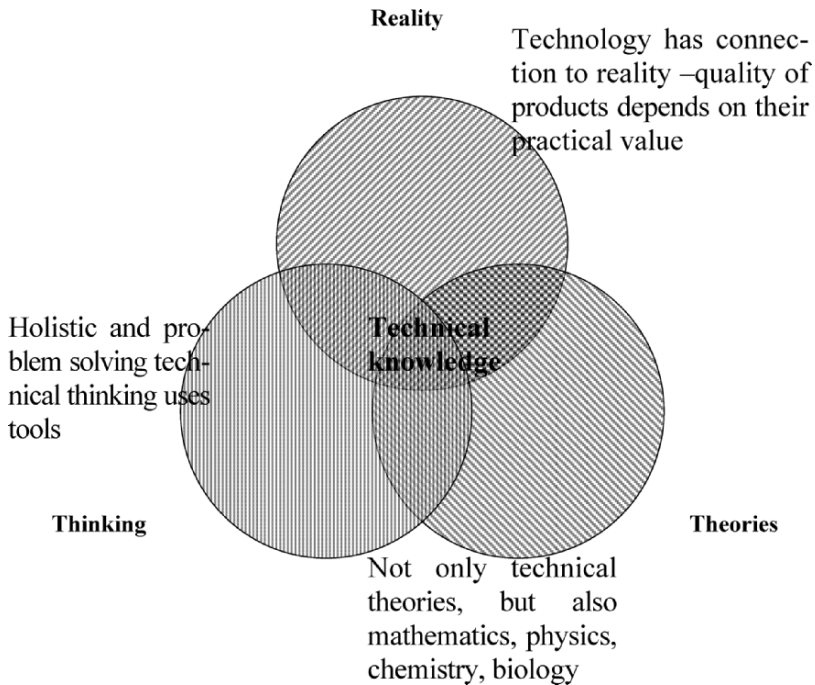 Reality
Technology has connec-
tion to reality –quality of
products depends on their
practical value
Technical
knowledge
Holistic and pro-
blem solving tech-
nical thinking uses
tools
Thinking
Theories
Not only technical
theories, but also
mathematics, physics,
chemistry, biology